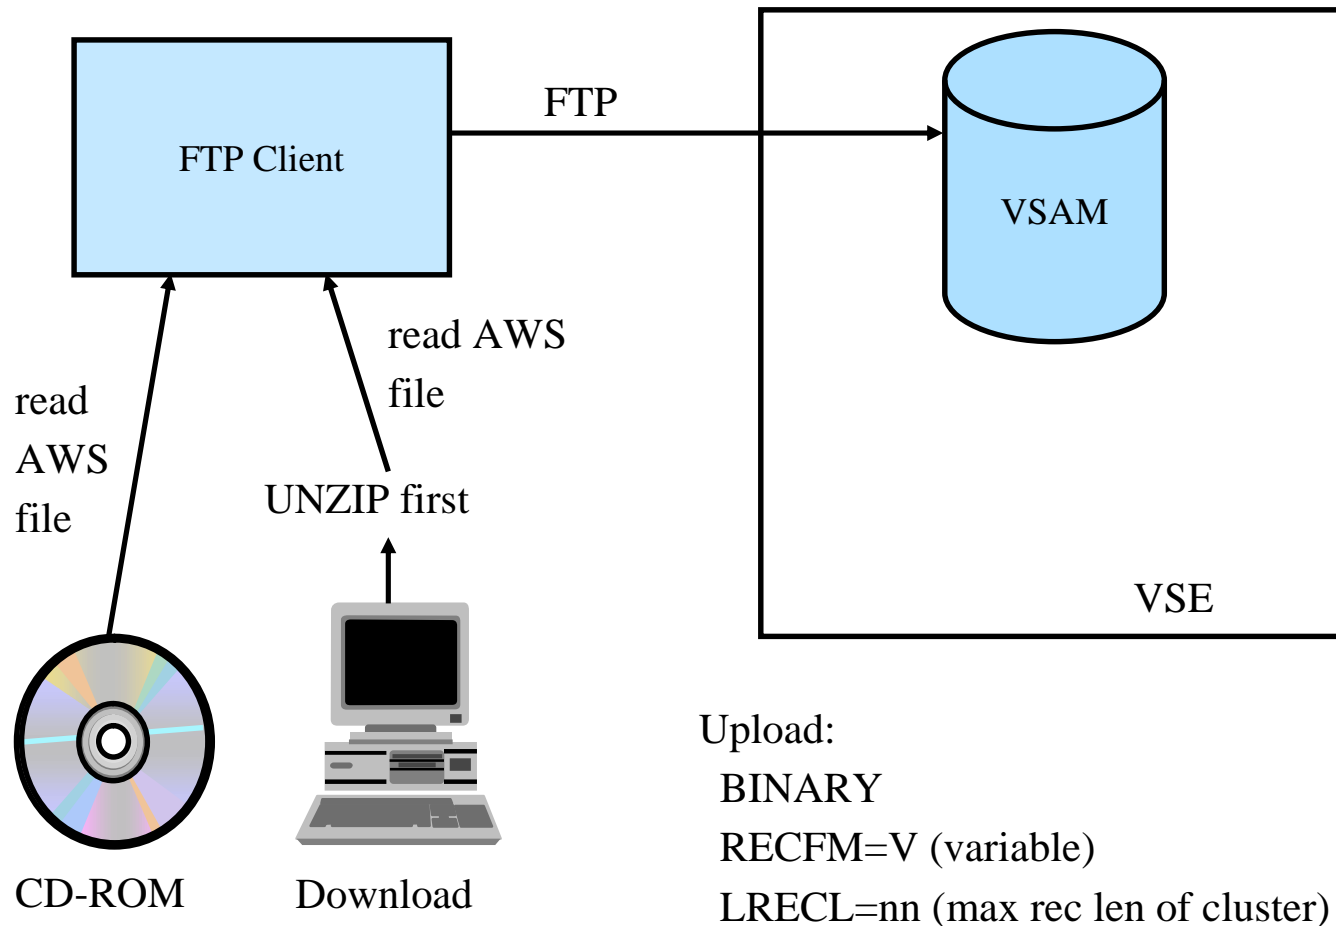 FTP
FTP Client
VSAM
read AWS
file
read
AWS
file
UNZIP first
VSE
Upload:
BINARY
RECFM=V (variable)
LRECL=nn (max rec len of cluster)
CD-ROM
Download